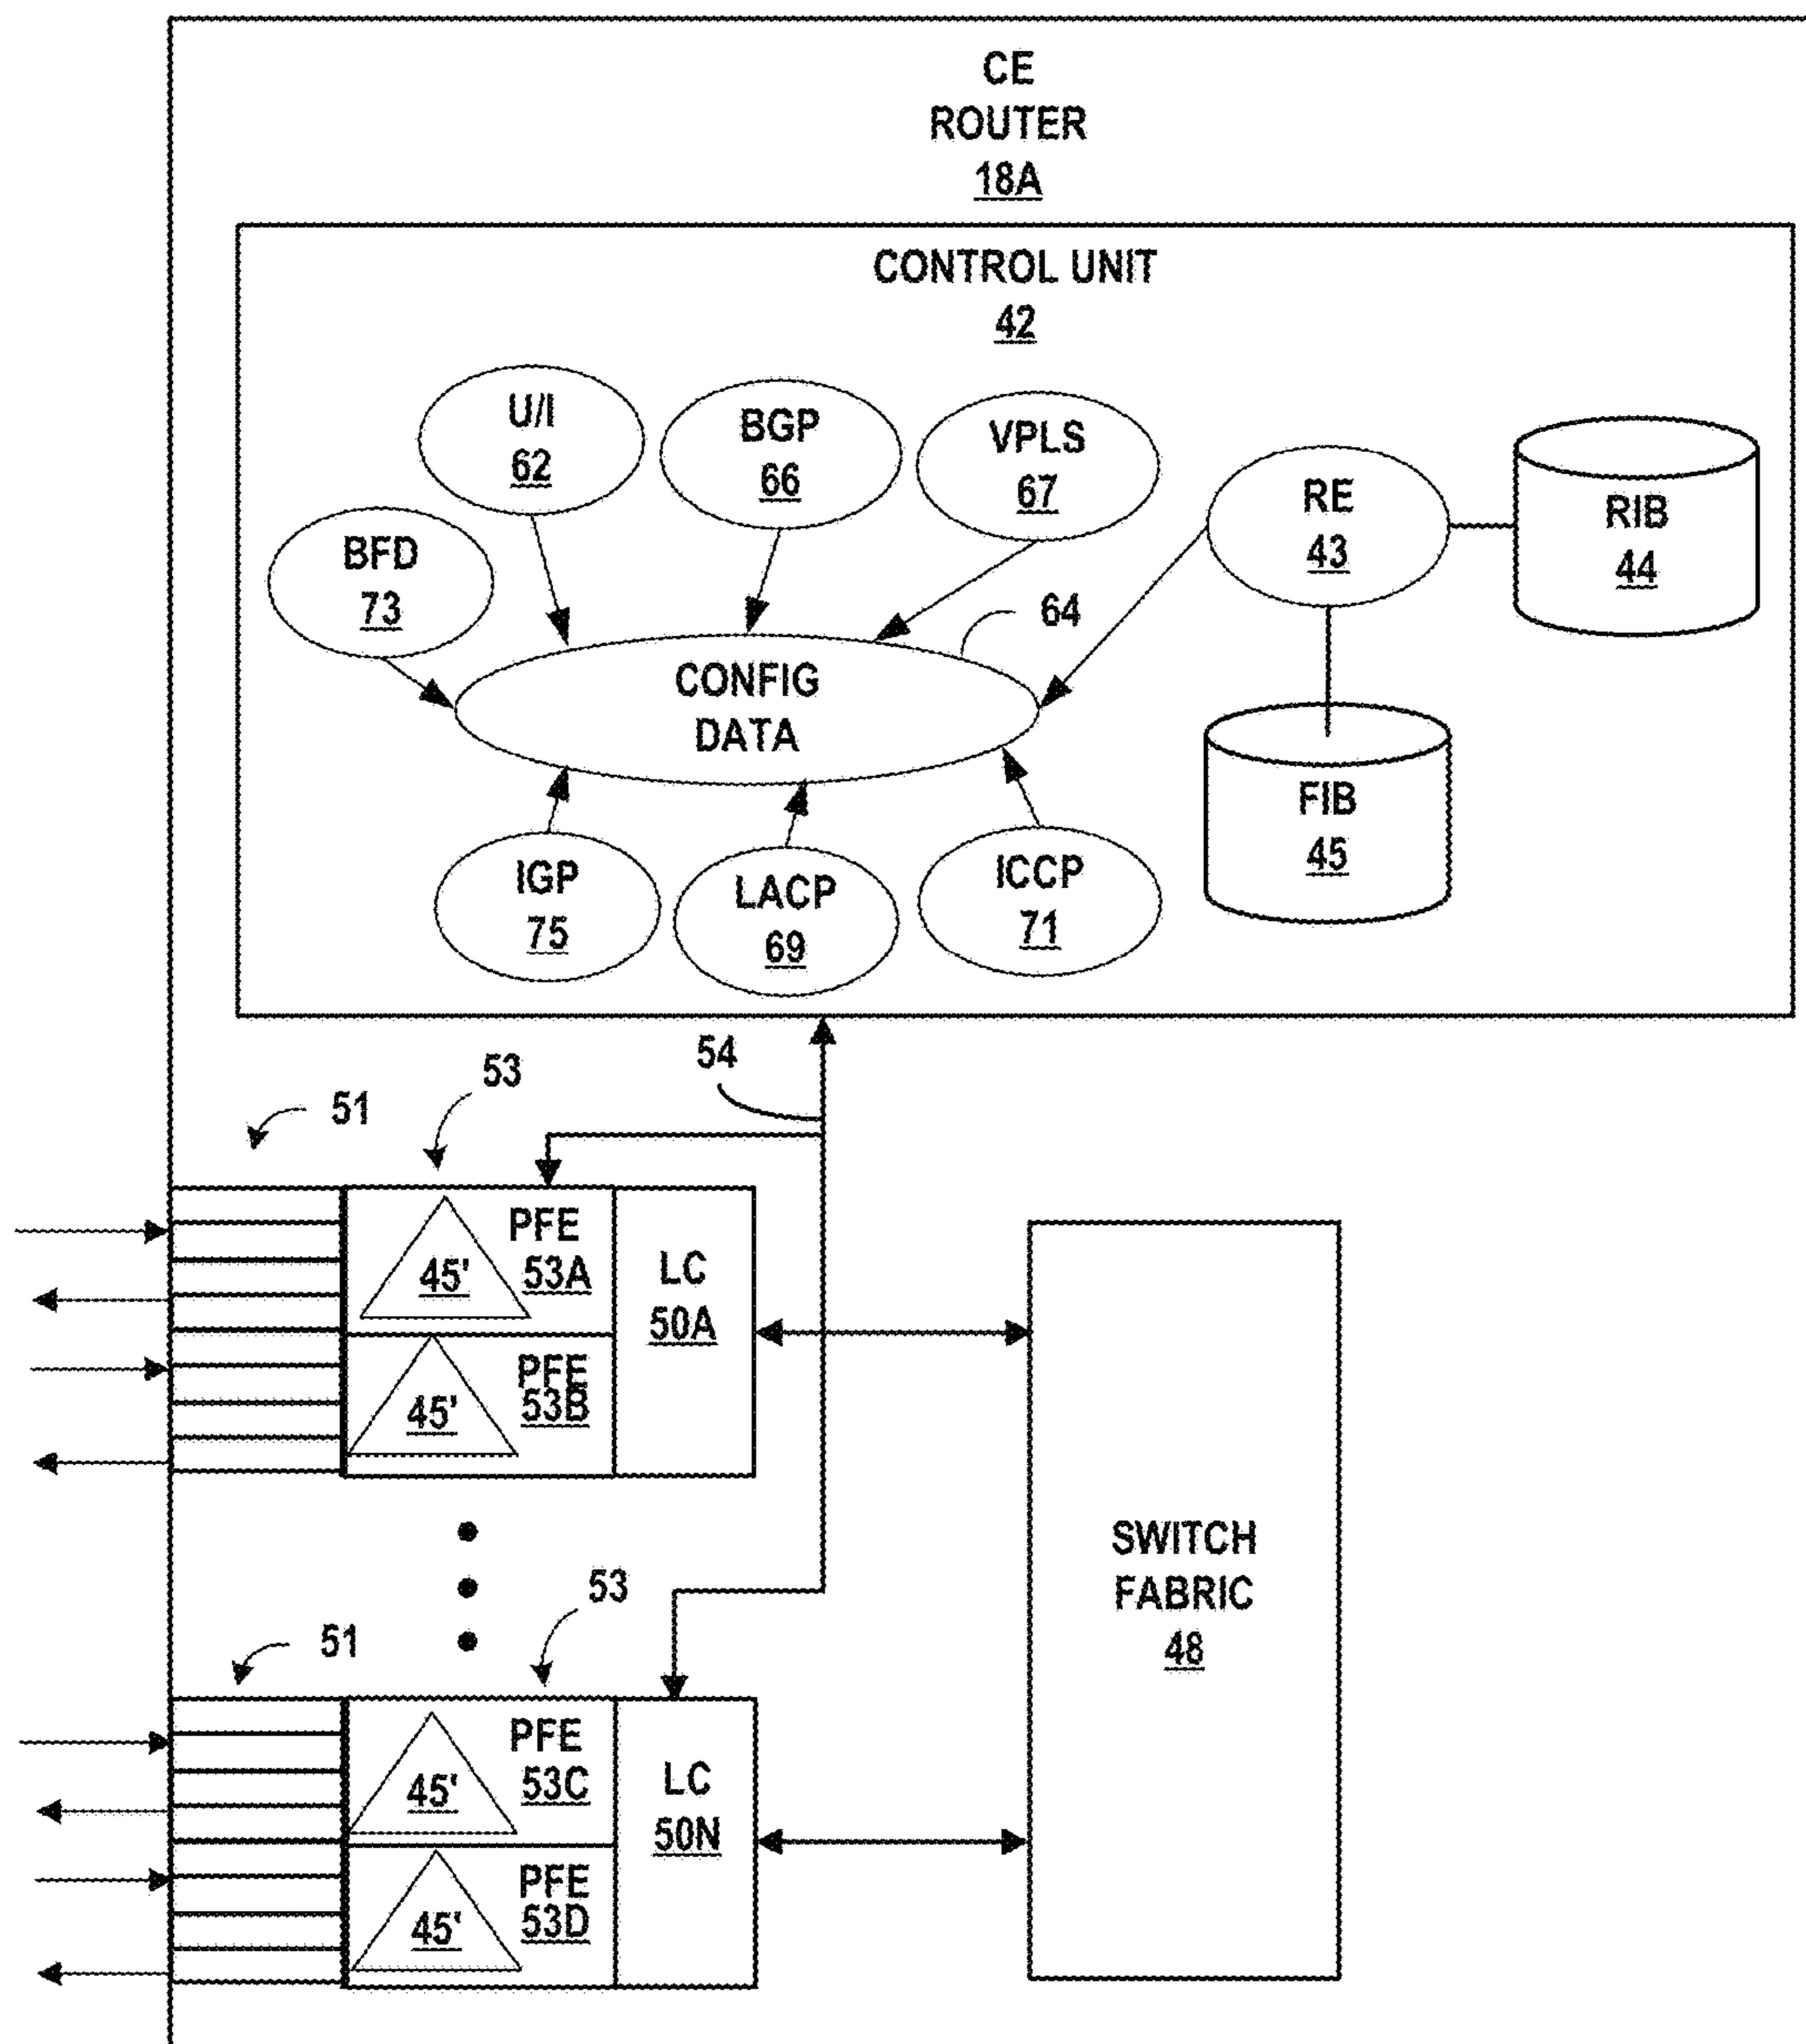 CE
ROUTER
18A
CONTROL UNIT
42
U/I
62
BGP
66
VPLS
67
RE
43
RIB
44
BFD
73
64
CONFIG
DATA
FIB
45
IGP
75
LACP
69
ICCP
71
54
53
51
PFE
53A
45'
LC
50A
PFE
53B
45'
SWITCH
FABRIC
48
53
51
PFE
53C
45'
LC
50N
PFE
53D
45'